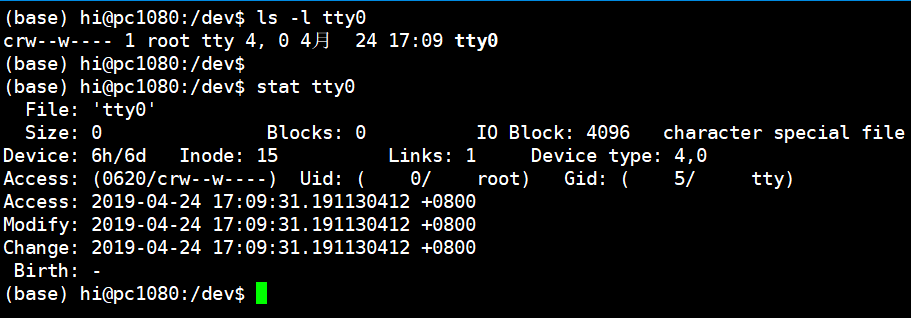 (base) hi@pc1080:/dev$ ls -l tty0
crw--w---- 1 root tty 4, 0 4月  24 17:09 tty0
(base) hi@pc1080:/dev$
(base) hi@pc1080:/dev$ stat tty0
  File: 'tty0'
  Size: 0               Blocks: 0          IO Block: 4096   character special file
Device: 6h/6d   Inode: 15          Links: 1     Device type: 4,0
Access: (0620/crw--w----)  Uid: (    0/    root)   Gid: (    5/     tty)
Access: 2019-04-24 17:09:31.191130412 +0800
Modify: 2019-04-24 17:09:31.191130412 +0800
Change: 2019-04-24 17:09:31.191130412 +0800
 Birth: -
(base) hi@pc1080:/dev$